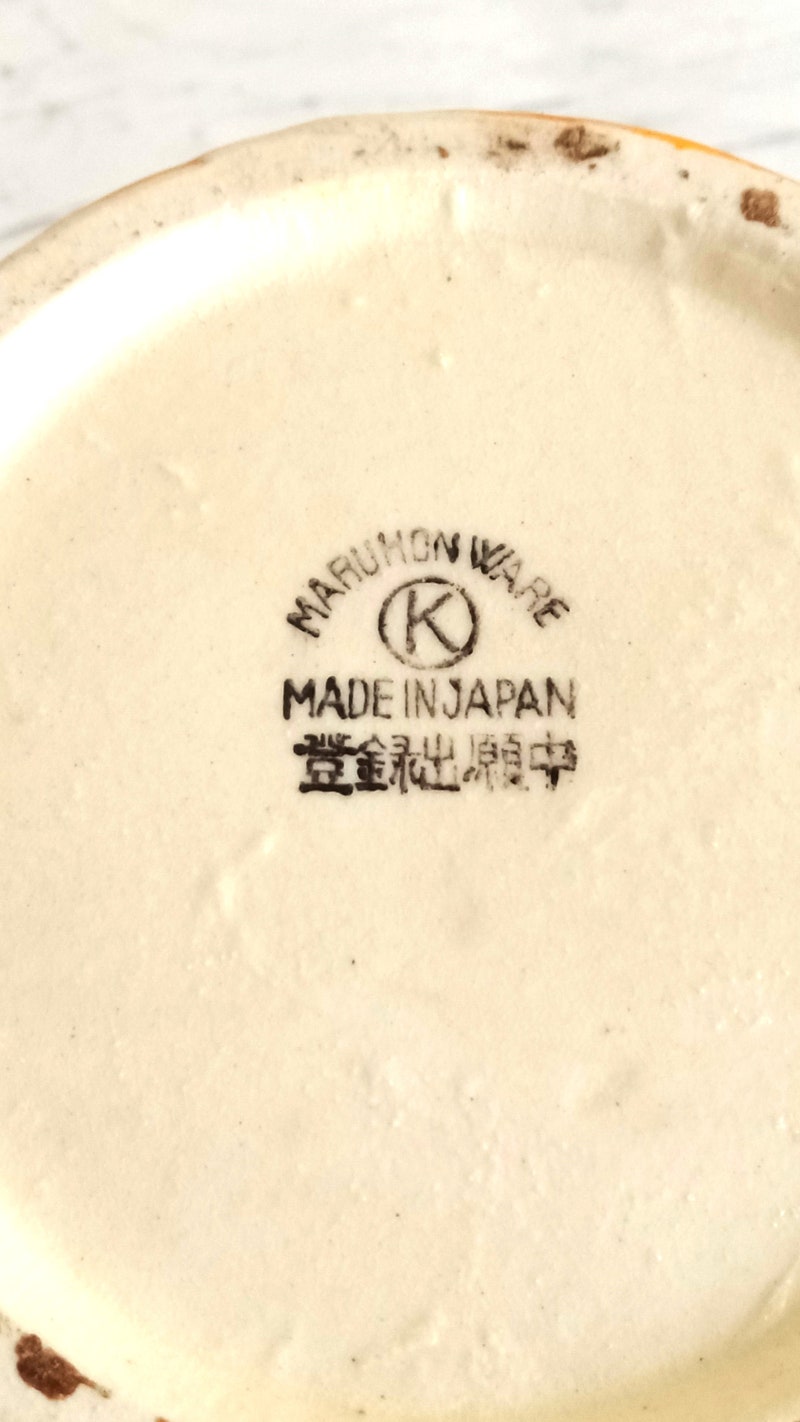 MARUHON WARE
K
MADE IN JAPAN
登録出願中